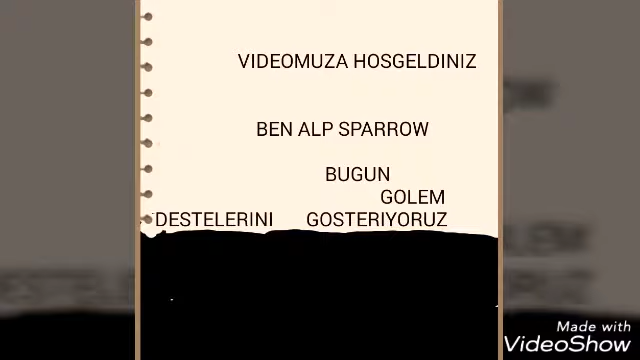 VIDEOMUZA HOSGELDINIZ
BEN ALP SPARROW
BUGUN
GOLEM
DESTELERINI GOSTERIYORUZ
Made with
VideoShow